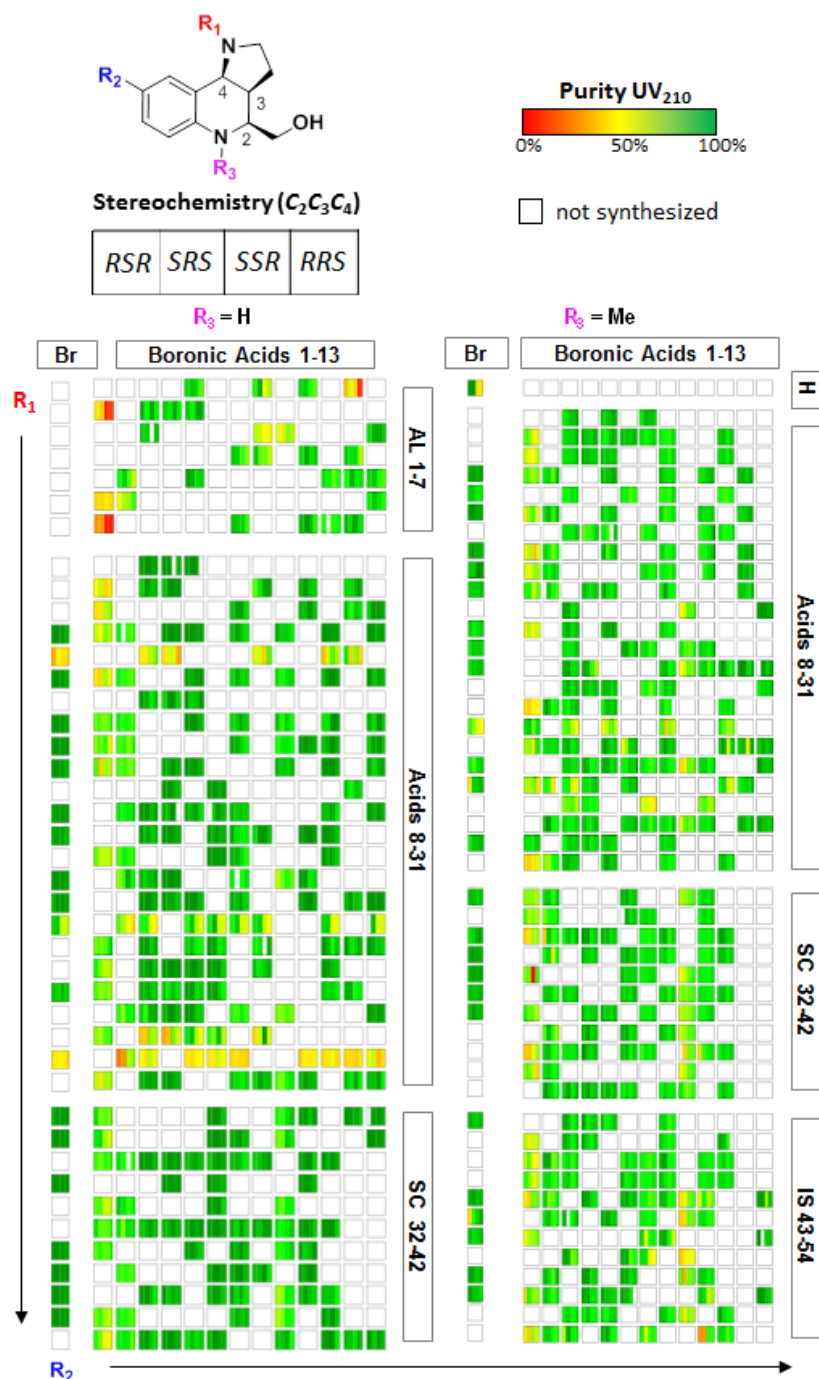 R1
N
R2
4
3
2
OH
N
R3
Purity UV210
0% 50% 100%
not synthesized
Stereochemistry (C2C3C4)
RSR SRS SSR RRS
R3 = H
R3 = Me
Br Boronic Acids 1-13
Br Boronic Acids 1-13
R1
H
AL 1-7
Acids 8-31
Acids 8-31
SC 32-42
SC 32-42
IS 43-54
R2